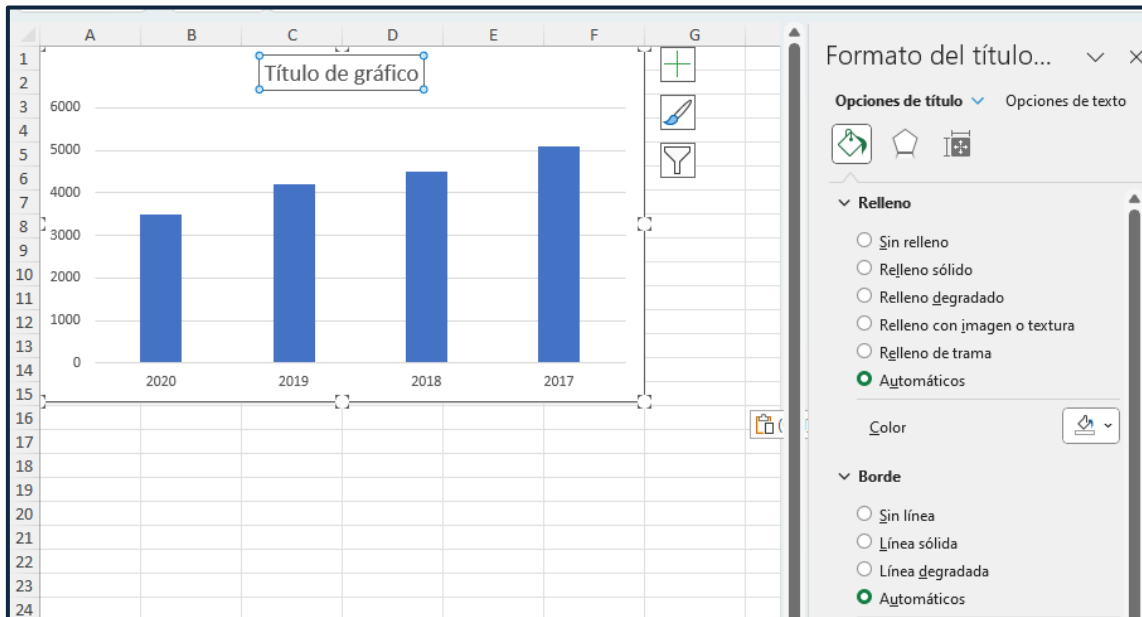 A B C D E F G
1
2
3
4
5
6
7
8
9
10
11
12
13
14
15
16
17
18
19
20
21
22
23
24
Título de gráfico
6000
5000
4000
3000
2000
1000
0
2020 2019 2018 2017
(
Formato del título...
Opciones de título Opciones de texto
Relleno
Sin relleno
Relleno sólido
Relleno degradado
Relleno con imagen o textura
Relleno de trama
Automáticos
Color
Borde
Sin línea
Línea sólida
Línea degradada
Automáticos